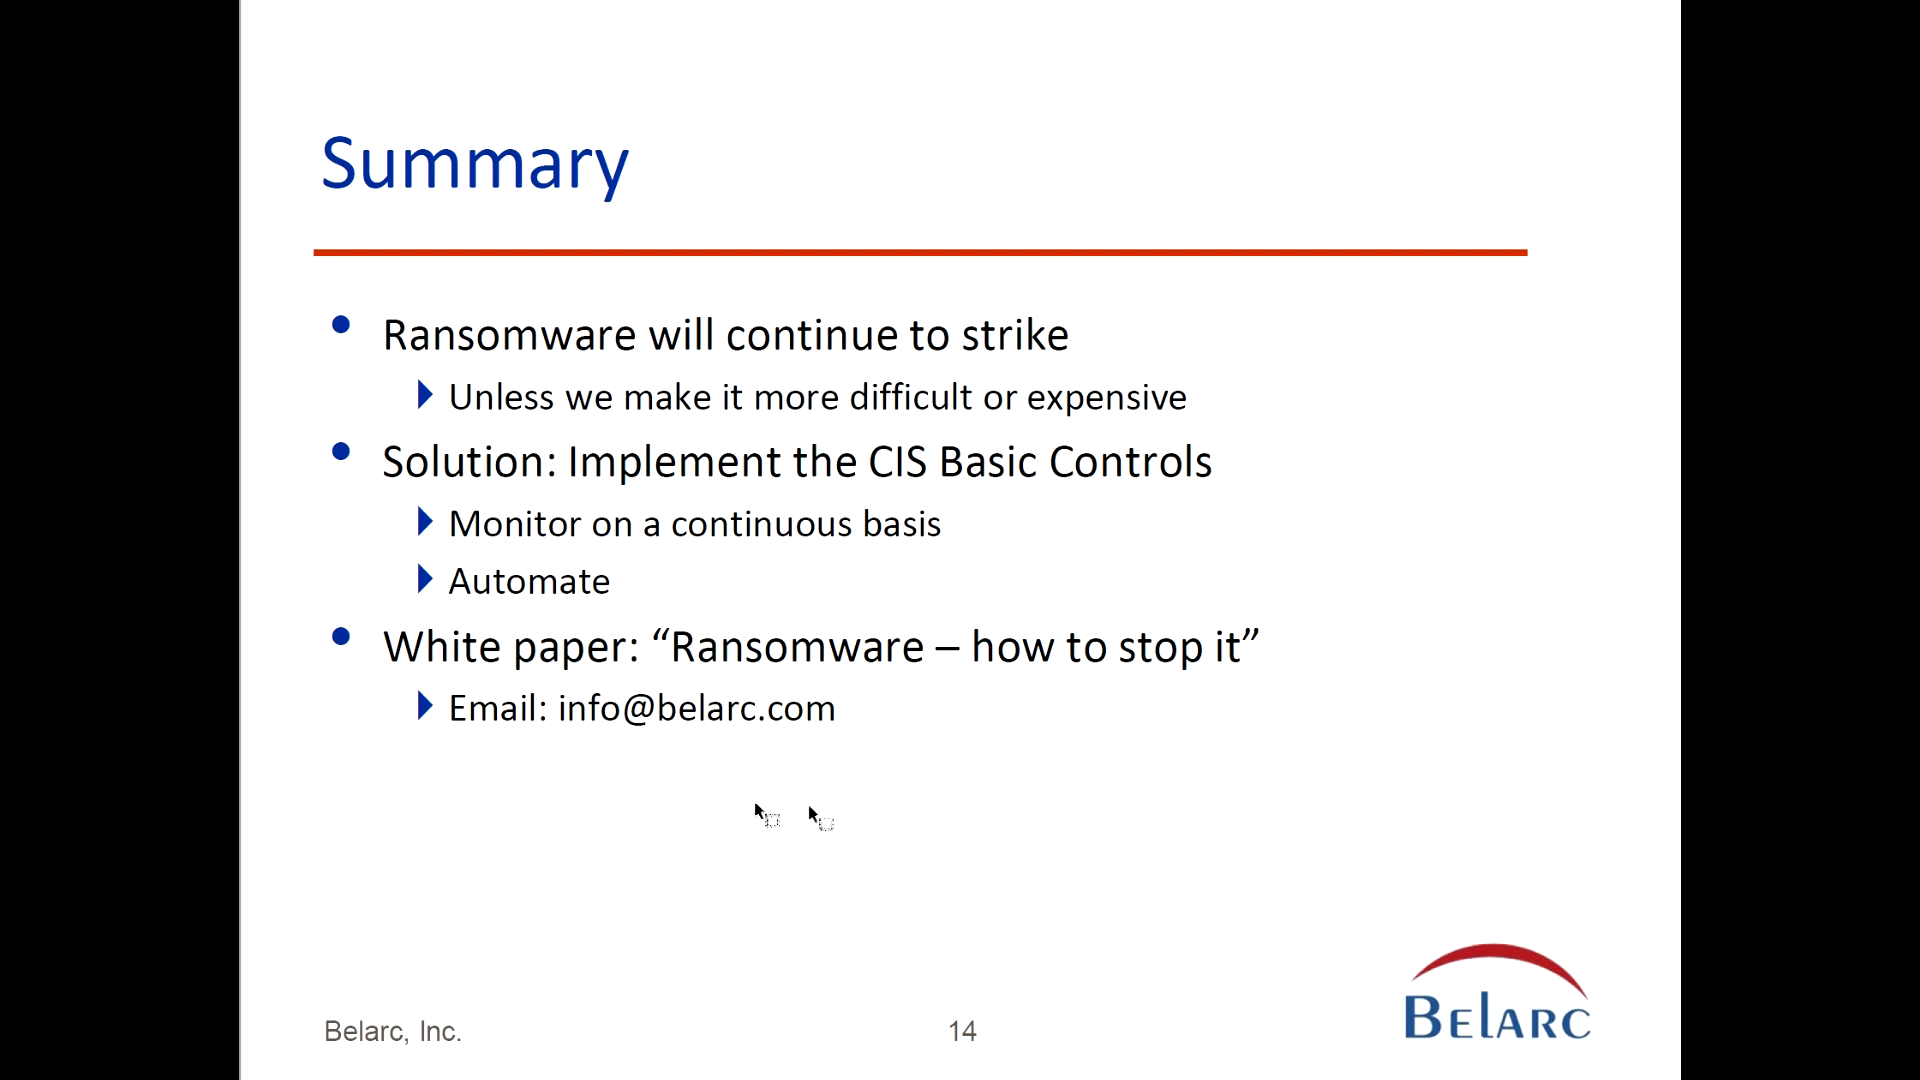 Summary
Ransomware will continue to strike
Unless we make it more difficult or expensive
Solution: Implement the CIS Basic Controls
Monitor on a continuous basis
Automate
White paper: “Ransomware – how to stop it”
Email: info@belarc.com
Belarc, Inc.
14
BELARC